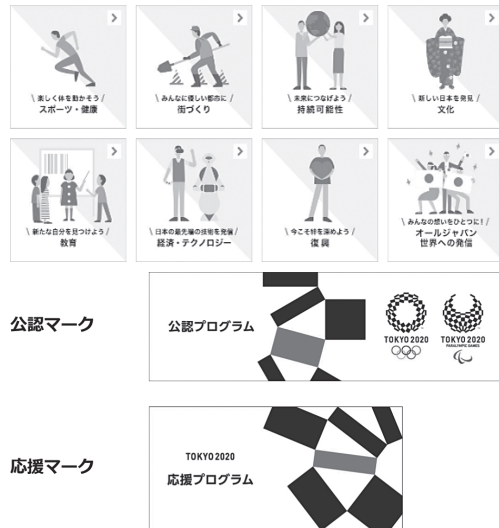 \ 楽しく体を動かそう /
スポーツ・健康
\ みんなに優しい都市に /
街づくり
\ 未来につなげよう /
持続可能性
\ 新しい日本を発見 /
文化
\ 新たな自分を見つけよう /
教育
\ 日本の最先端の技術を発信 /
経済・テクノロジー
\ 今こそ絆を深めよう /
復興
\ みんなの想いをひとつに! /
オールジャパン
世界への発信
公認マーク
公認プログラム
TOKYO 2020
TOKYO 2020
PARALYMPIC GAMES
応援マーク
TOKYO 2020
応援プログラム